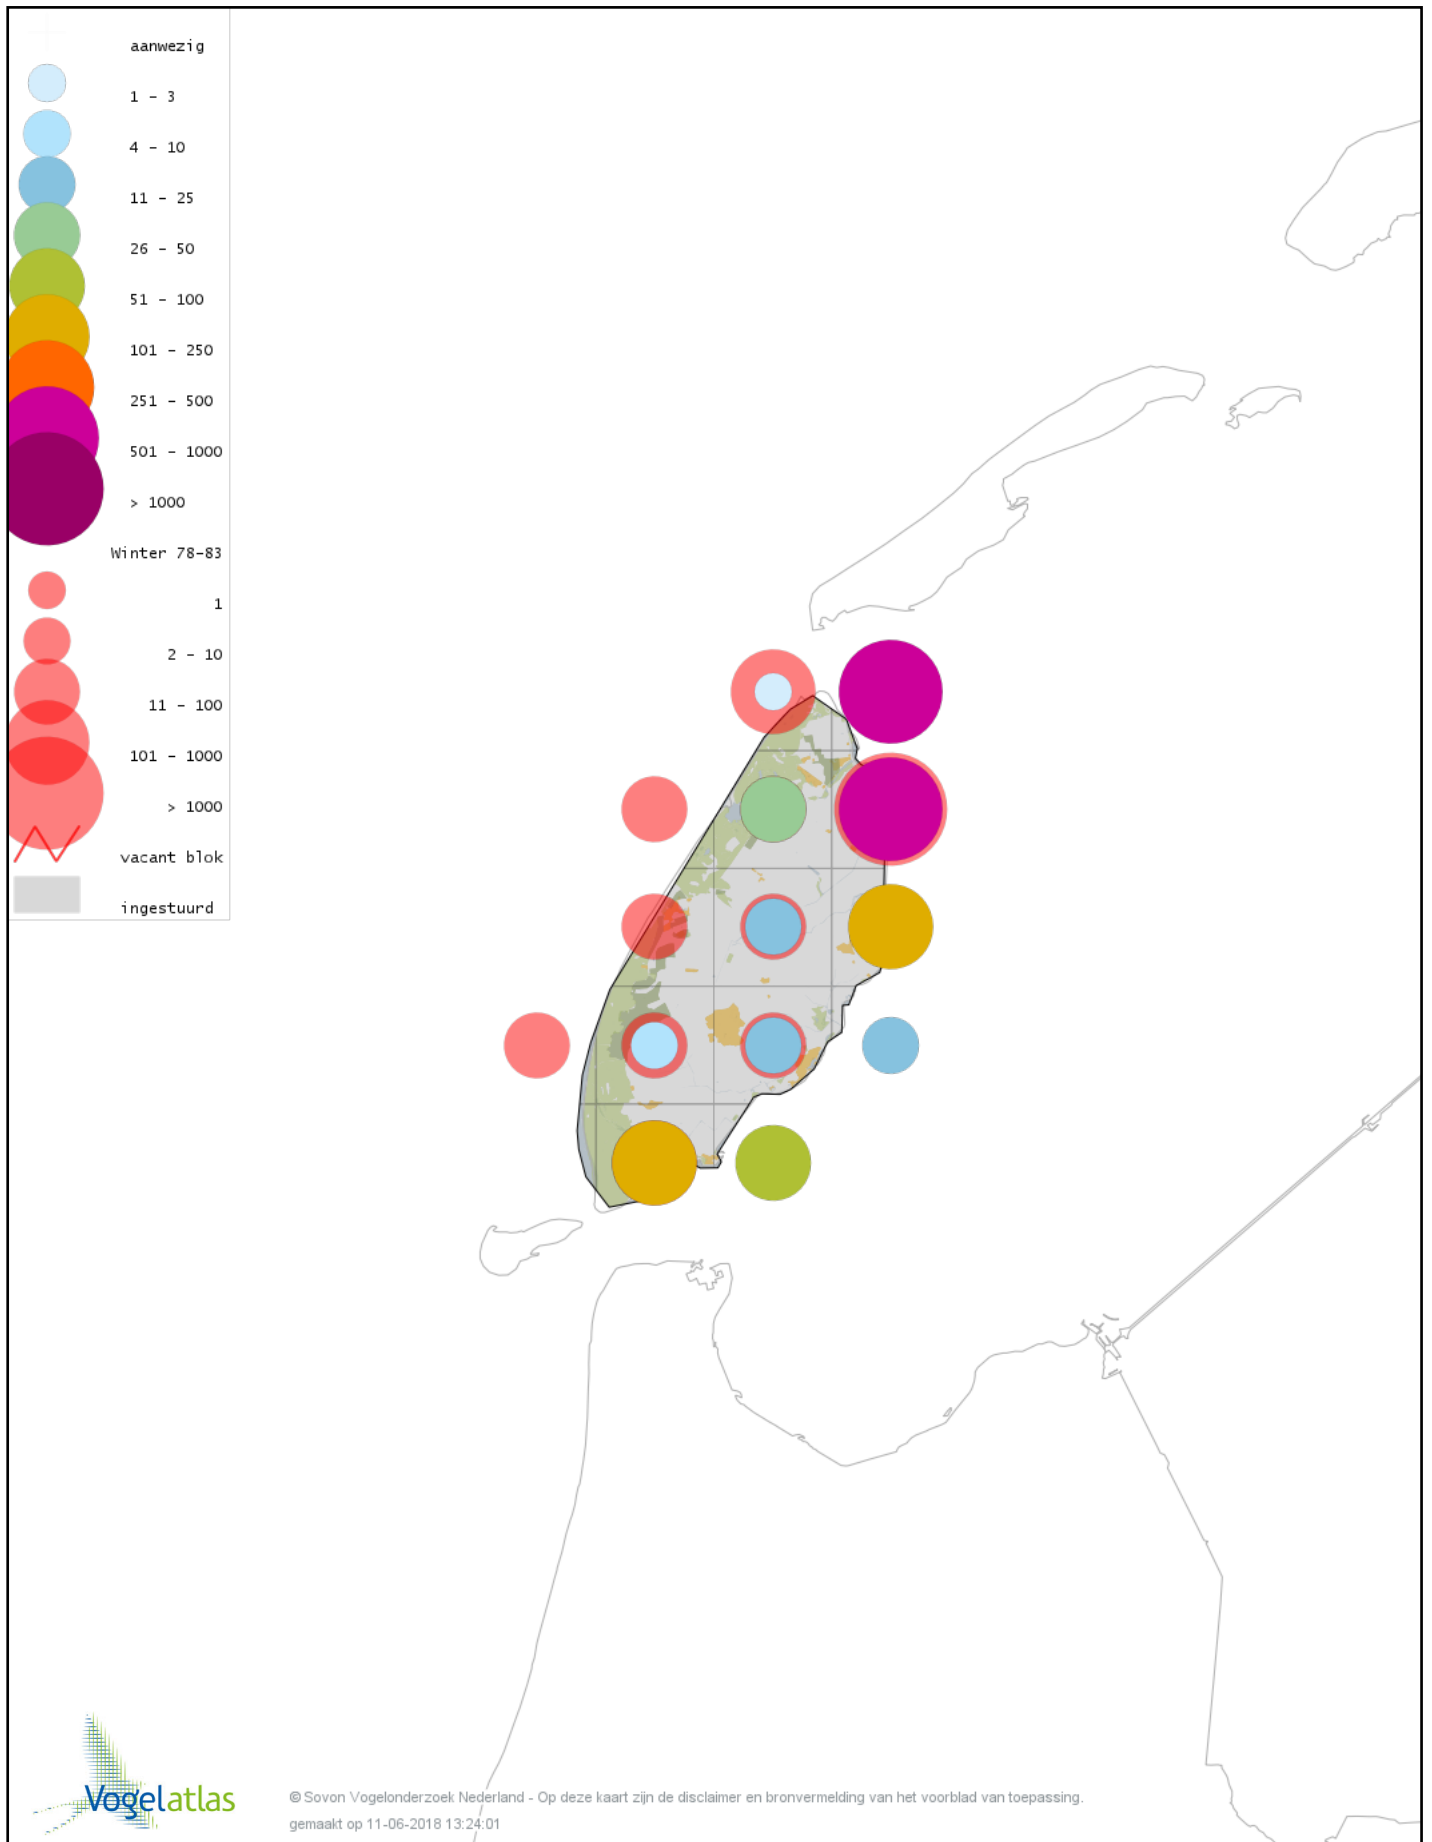 aanwezig
1 - 3
4 - 10
11 - 25
26 - 50
51 - 100
101 - 250
251 - 500
501 - 1000
> 1000
Winter 78-83
1
2 - 10
11 - 100
101 - 1000
> 1000
vacant blok
ingestuurd
Vogelatlas
© Sovon Vogelonderzoek Nederland - Op deze kaart zijn de disclaimer en bronvermelding van het voorblad van toepassing.
gemaakt op 11-06-2018 13:24:01